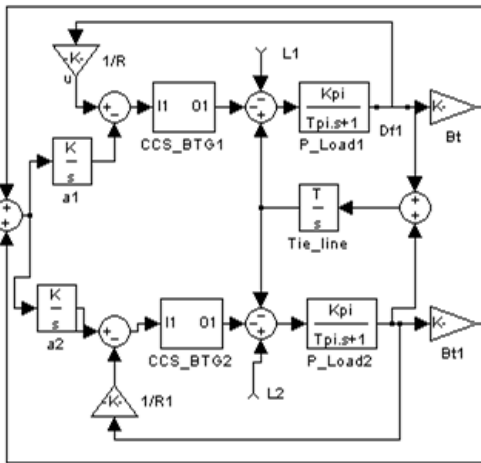 -K-
u
1/R
L1
I1 O1
CCS_BTG1
Kpi
Tpi.s+1
P_Load1
Df1
K-
Bt
K
s
a1
T
s
Tie_line
K
s
a2
I1 O1
CCS_BTG2
Kpi
Tpi.s+1
P_Load2
K-
Bt1
-K-
1/R1
L2